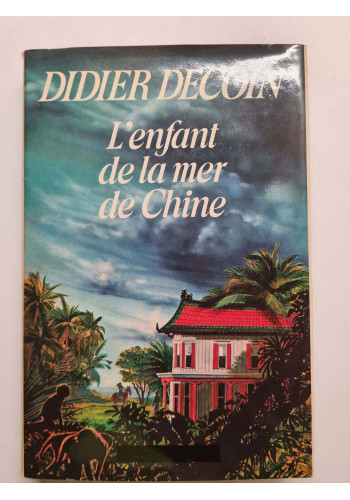 DIDIER DECOIN
L'enfant
de la mer
de Chine